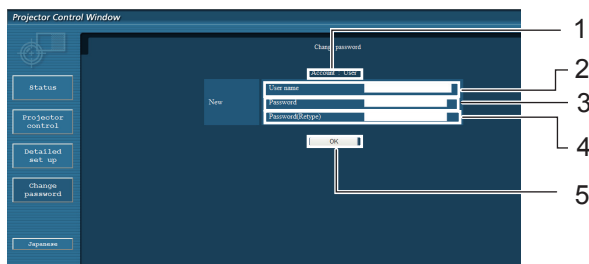 Projector Control Window
Change password
Account : User
User name
New
Password
Password(Retype)
OK
Status
Projector
control
Detailed
set up
Change
password
Japanese
1
2
3
4
5